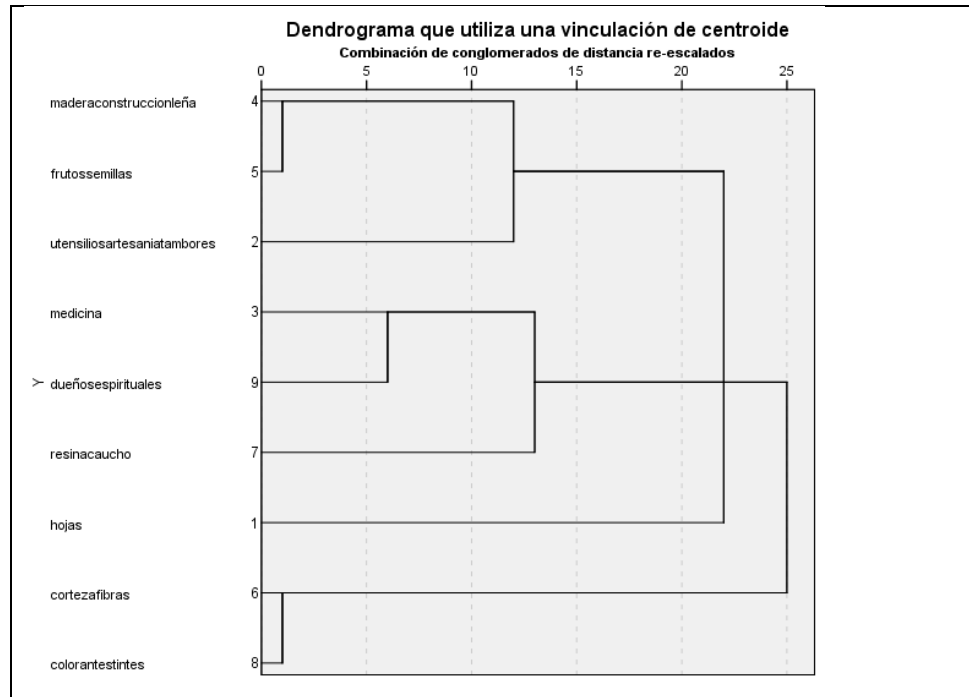 Dendrograma que utiliza una vinculación de centroide
Combinación de conglomerados de distancia re-escalados
0 5 10 15 20 25
maderaconstruccionleña 4
frutossemillas 5
utensiliosartesaniatambores 2
medicina 3
Y dueñosespirituales 9
resinacaucho 7
hojas 1
cortezafibras 6
colorantestintes 8